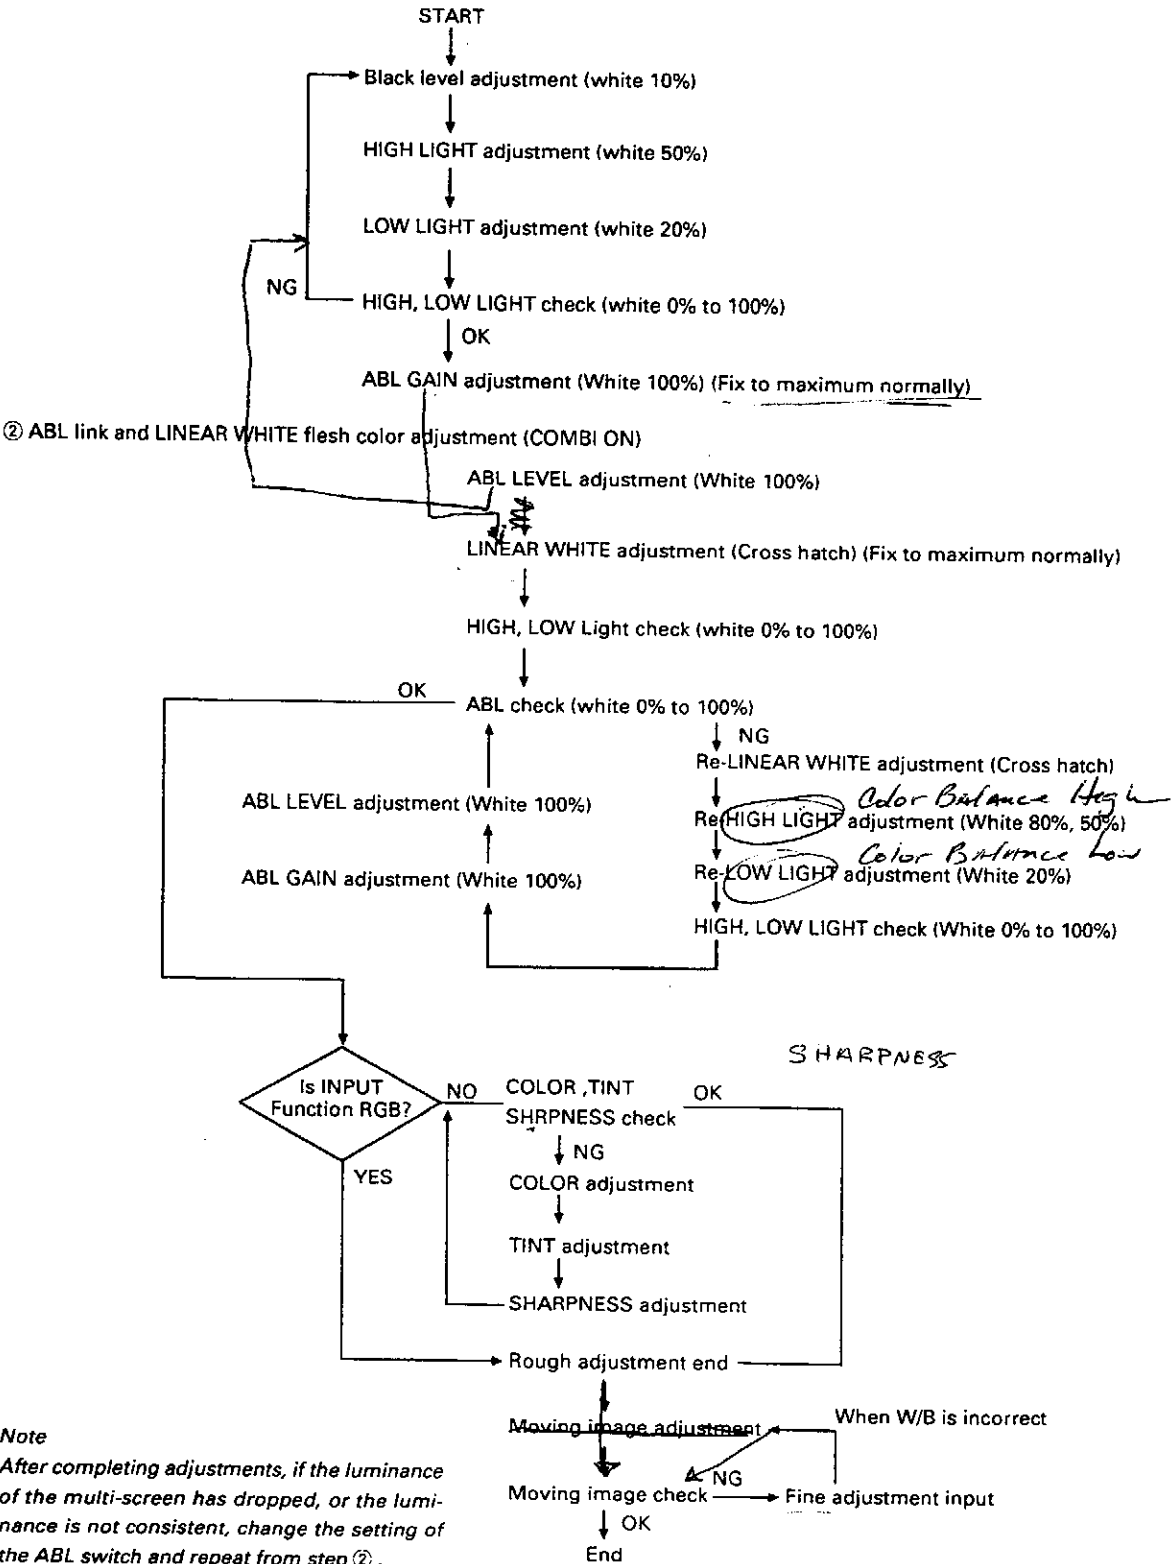 START
Black level adjustment (white 10%)
HIGH LIGHT adjustment (white 50%)
LOW LIGHT adjustment (white 20%)
NG
HIGH, LOW LIGHT check (white 0% to 100%)
OK
ABL GAIN adjustment (White 100%) (Fix to maximum normally)
② ABL link and LINEAR WHITE flesh color adjustment (COMBI ON)
ABL LEVEL adjustment (White 100%)
LINEAR WHITE adjustment (Cross hatch) (Fix to maximum normally)
HIGH, LOW Light check (white 0% to 100%)
OK
ABL check (white 0% to 100%)
NG
Re-LINEAR WHITE adjustment (Cross hatch)
Color Balance High
ABL LEVEL adjustment (White 100%)
Re-HIGH LIGHT adjustment (White 80%, 50%)
Color Balance Low
ABL GAIN adjustment (White 100%)
Re-LOW LIGHT adjustment (White 20%)
HIGH, LOW LIGHT check (White 0% to 100%)
SHARPNESS
Is INPUT
Function RGB?
NO
COLOR ,TINT
SHRPNESS check
OK
NG
YES
COLOR adjustment
TINT adjustment
SHARPNESS adjustment
Rough adjustment end
Moving image adjustment
When W/B is incorrect
NG
Moving image check
Fine adjustment input
OK
End
Note
After completing adjustments, if the luminance
of the multi-screen has dropped, or the lumi-
nance is not consistent, change the setting of
the ABL switch and repeat from step ②.